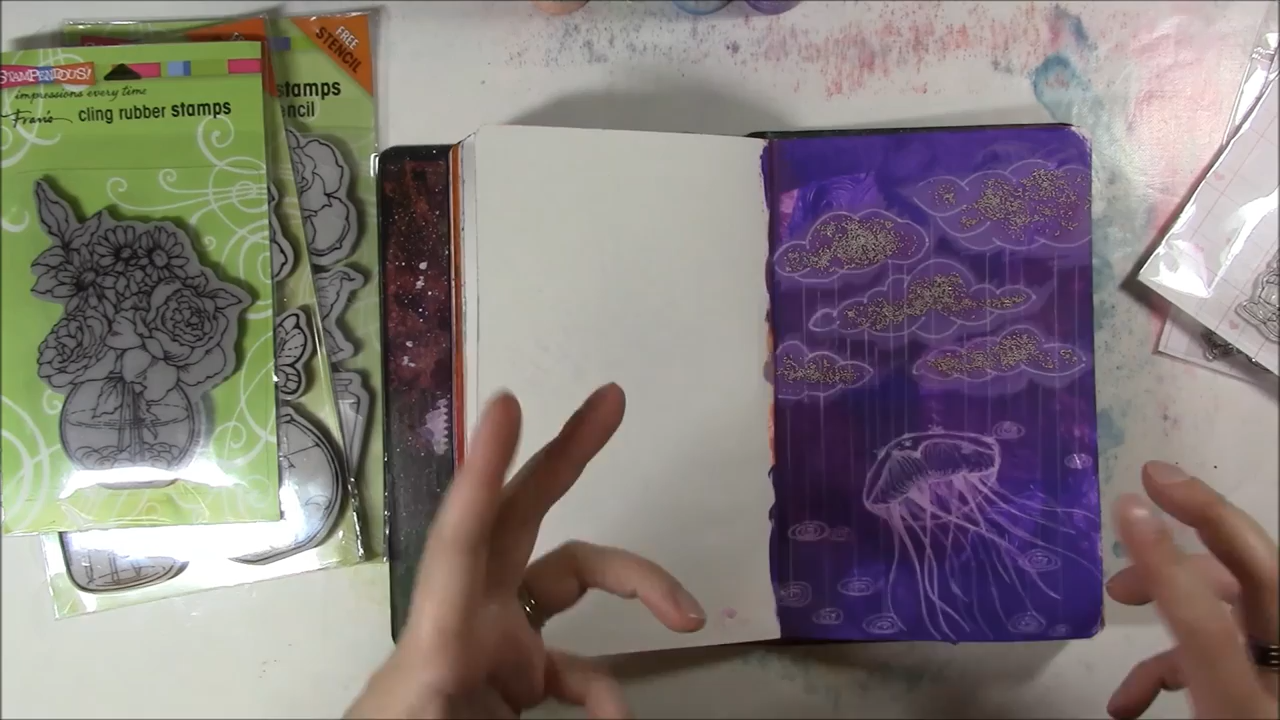 STAMPENDOUS!
impressions every time
Fran's cling rubber stamps
FREE
STENCIL
stamps
encil